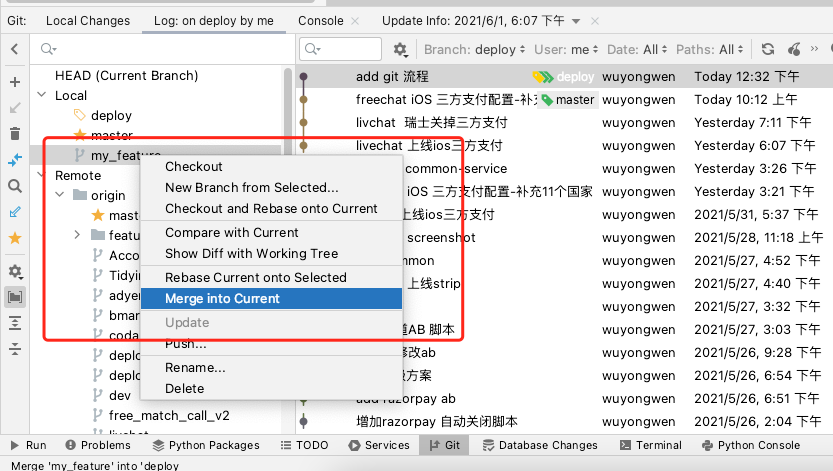 Git: Local Changes Log: on deploy by me Console Update Info: 2021/6/1, 6:07 下午
Branch: deploy User: me Date: All Paths: All
HEAD (Current Branch)
Local
deploy
master
my_feature
Remote
origin
mast
featu
Acco
Tidyin
adyen
bman
coda
deplo
deplo
dev
free_match_call_v2
Checkout
New Branch from Selected...
Checkout and Rebase onto Current
Compare with Current
Show Diff with Working Tree
Rebase Current onto Selected
Merge into Current
Update
Push...
Rename...
Delete
add git 流程 deploy wuyongwen Today 12:32 下午
freechat iOS 三方支付配置-补充 master wuyongwen Today 10:12 上午
livchat 瑞士关掉三方支付 wuyongwen Yesterday 7:11 下午
livechat 上线ios三方支付 wuyongwen Yesterday 6:07 下午
common-service wuyongwen Yesterday 3:26 下午
iOS 三方支付配置-补充11个国家 wuyongwen Yesterday 3:21 下午
上线ios三方支付 wuyongwen 2021/5/31, 5:37 下午
screenshot wuyongwen 2021/5/28, 11:18 上午
mmon wuyongwen 2021/5/27, 4:52 下午
上线strip wuyongwen 2021/5/27, 4:40 下午
wuyongwen 2021/5/27, 3:32 下午
道AB 脚本 wuyongwen 2021/5/27, 3:03 下午
修改ab wuyongwen 2021/5/26, 9:28 下午
方案 wuyongwen 2021/5/26, 6:54 下午
add razorpay ab wuyongwen 2021/5/26, 6:51 下午
增加razorpay 自动关闭脚本 wuyongwen 2021/5/26, 2:04 下午
Run Problems Python Packages TODO Services Git Database Changes Terminal Python Console
Merge 'my_feature' into 'deploy